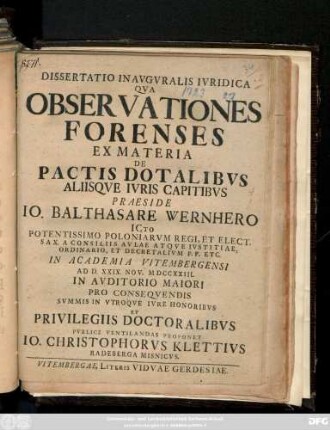 DISSERTATIO INAVGVRALIS IVRIDICA
QVA
OBSERVATIONES
FORENSES
EX MATERIA
DE
PACTIS DOTALIBVS
ALIISQVE IVRIS CAPITIBVS
PRAESIDE
IO. BALTHASARE WERNHERO
ICTO
POTENTISSIMO POLONIARVM REGI, ET ELECT.
SAX. A CONSILIIS AVLAE ATQVE IVSTITIAE,
ORDINARIO, ET DECRETALIVM P.P. ETC.
IN ACADEMIA VITEMBERGENSI
AD D. XXIX. NOV. MDCCXXIII.
IN AVDITORIO MAIORI
PRO CONSEQVENDIS
SVMMIS IN VTROQVE IVRE HONORIBVS
ET
PRIVILEGIIS DOCTORALIBVS
PVBLICE VENTILANDAS PROPONET
IO. CHRISTOPHORVS KLETTIVS
RADEBERGA MISNICVS.
VITEMBERGAE, LITERIS VIDVAE GERDESIAE.